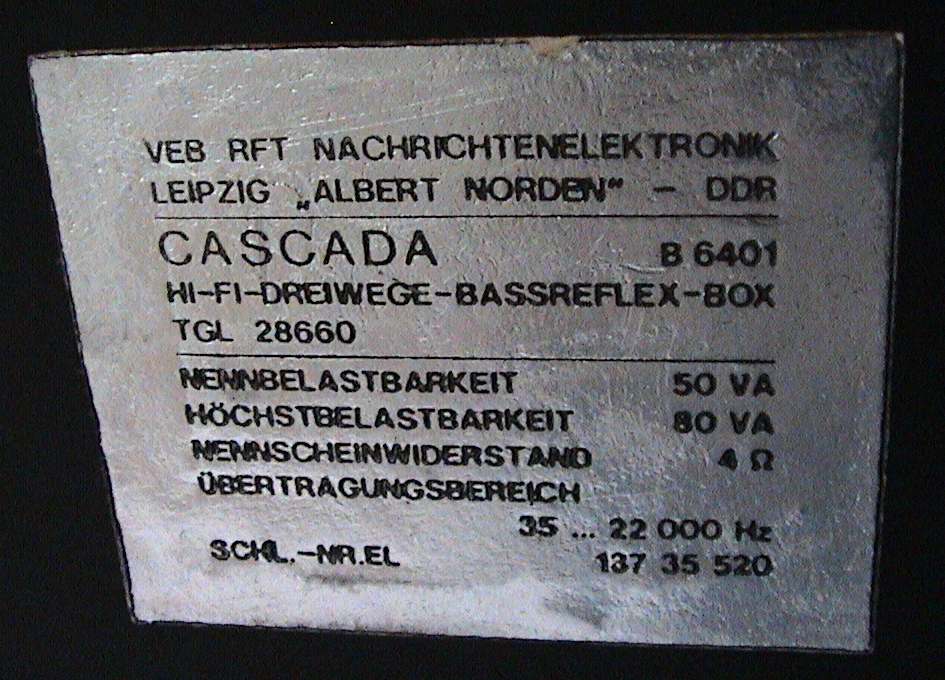 VEB RFT NACHRICHTENELEKTRONIK
LEIPZIG „ALBERT NORDEN“ – DDR
CASCADA B 6401
HI-FI-DREIWEGE-BASSREFLEX-BOX
TGL 28660
NENNBELASTBARKEIT 50 VA
HÖCHSTBELASTBARKEIT 80 VA
NENNSCHEINWIDERSTAND 4 Ω
ÜBERTRAGUNGSBEREICH
35 ... 22 000 Hz
SCHL.-NR.EL 137 35 520